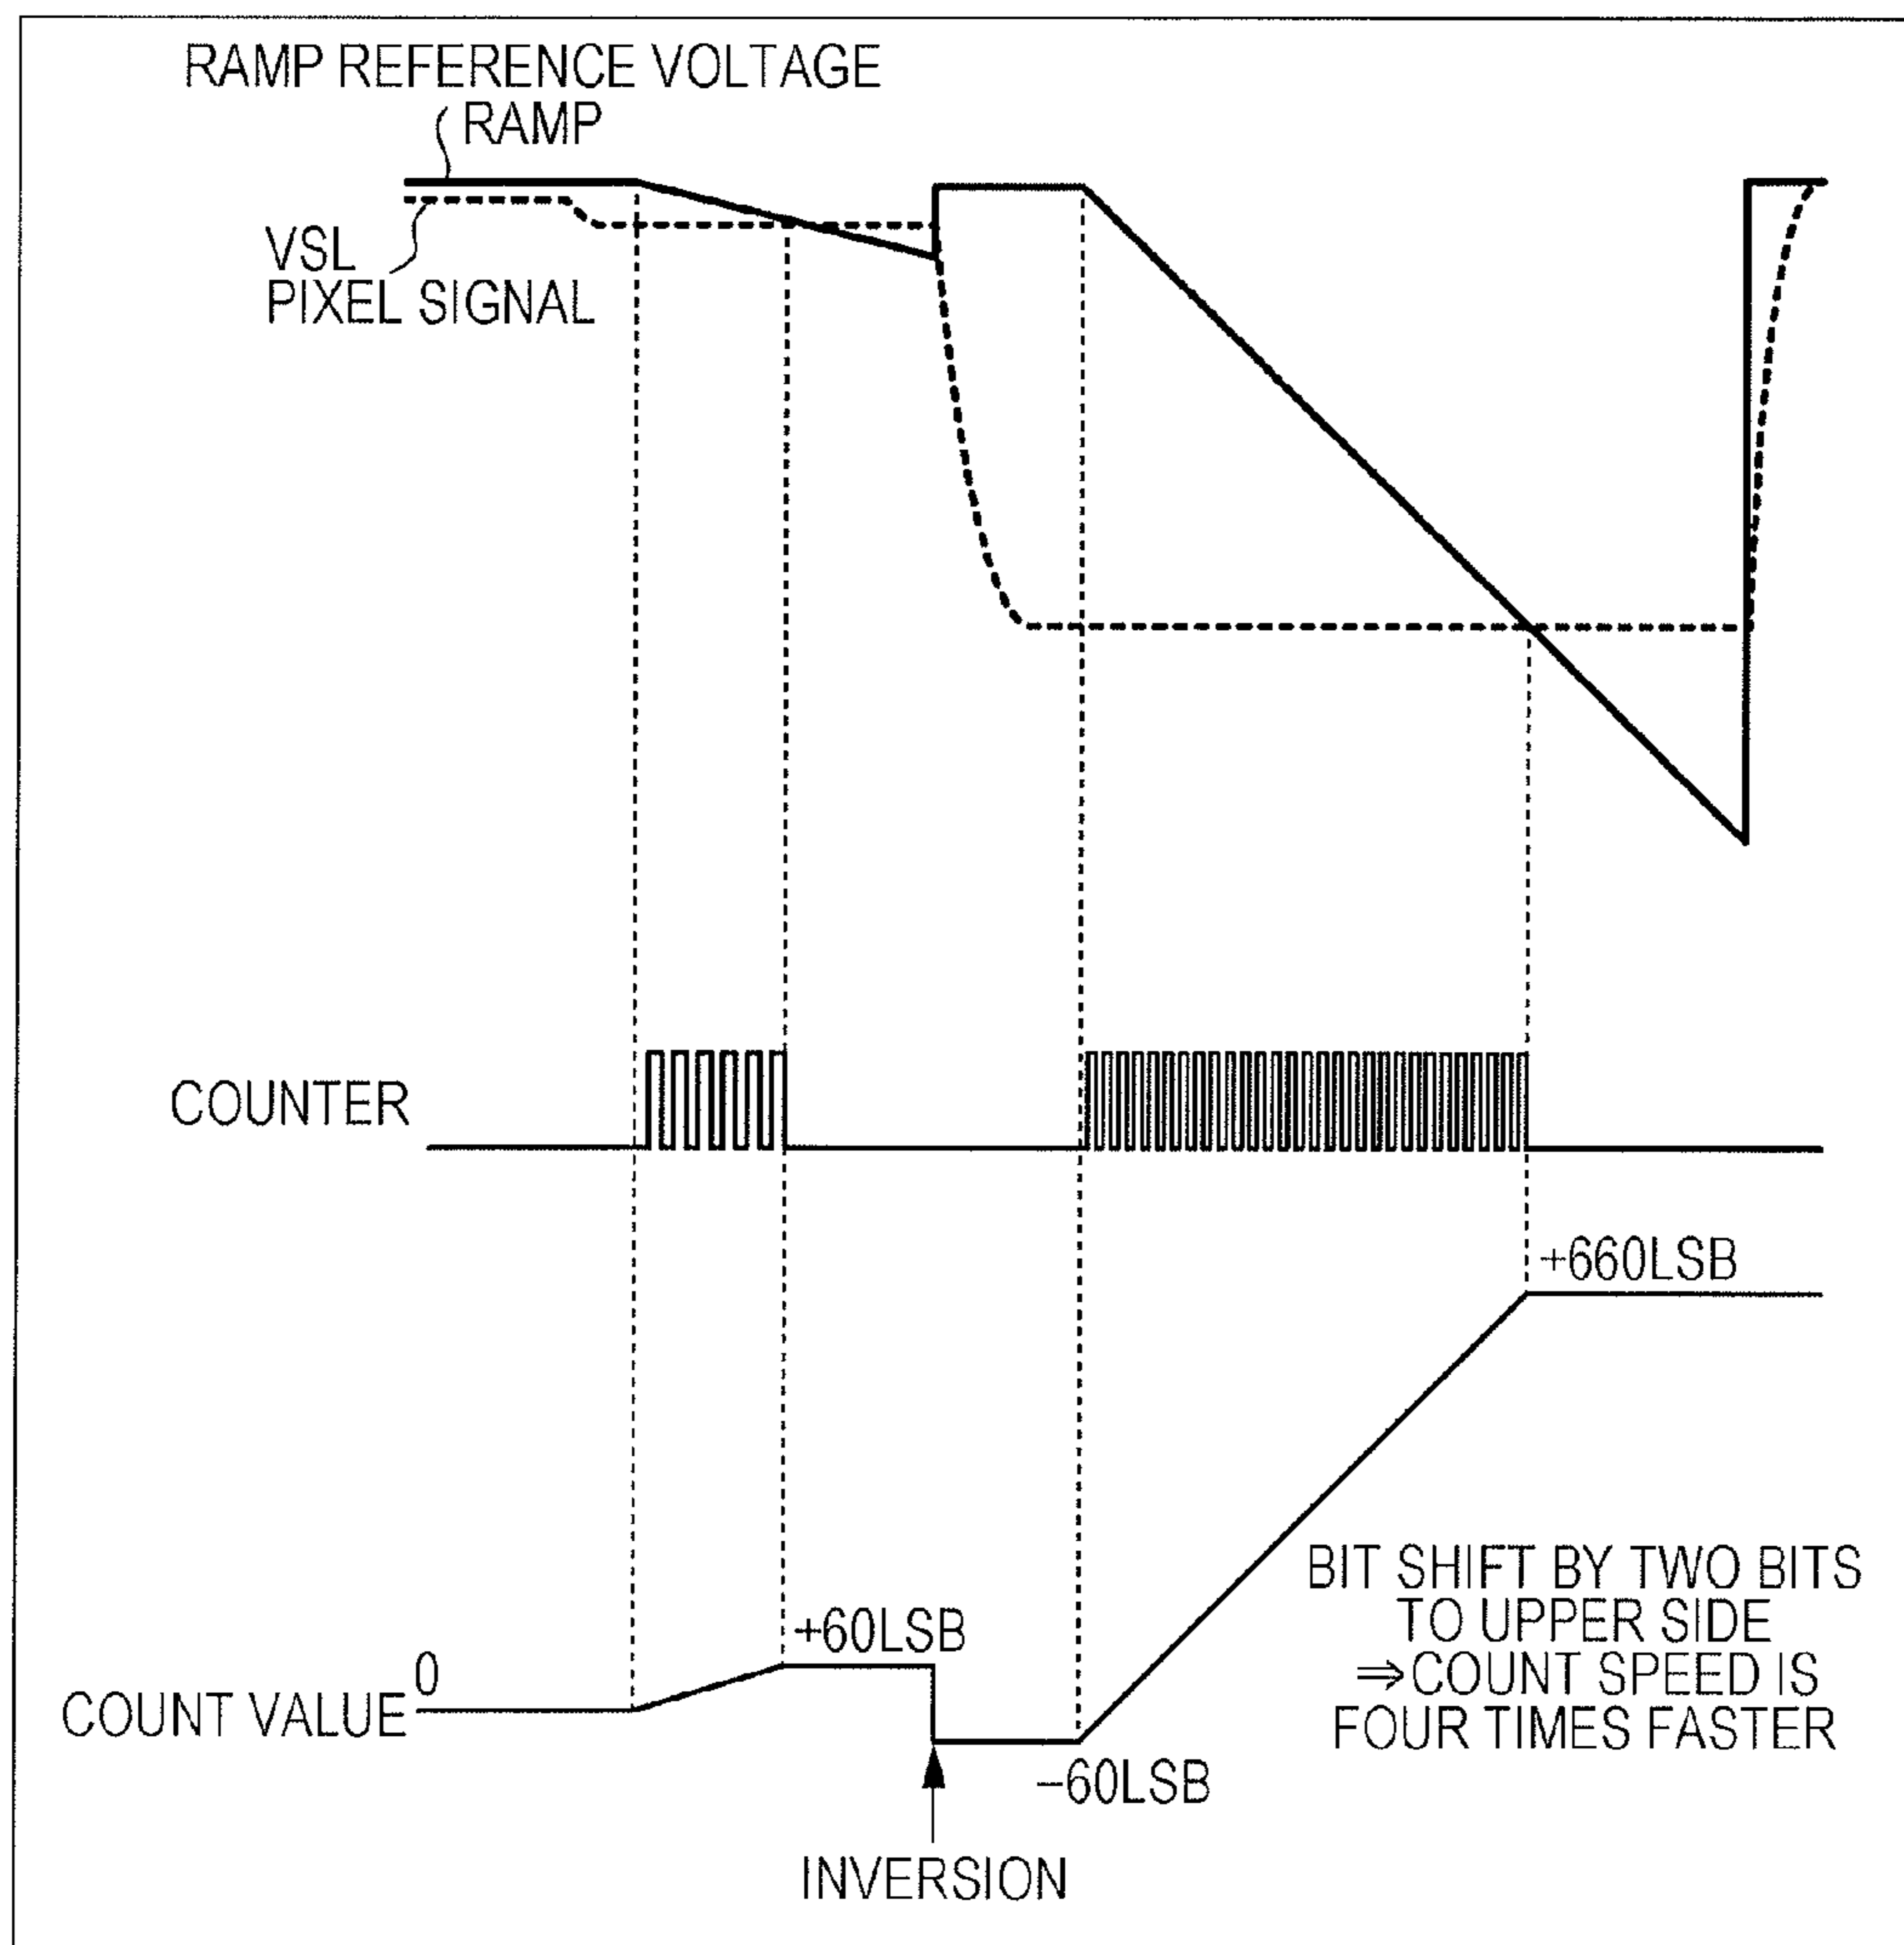 RAMP REFERENCE VOLTAGE
RAMP
VSL
PIXEL SIGNAL
COUNTER
+660LSB
BIT SHIFT BY TWO BITS
TO UPPER SIDE
⇒COUNT SPEED IS
FOUR TIMES FASTER
+60LSB
0
COUNT VALUE
−60LSB
INVERSION